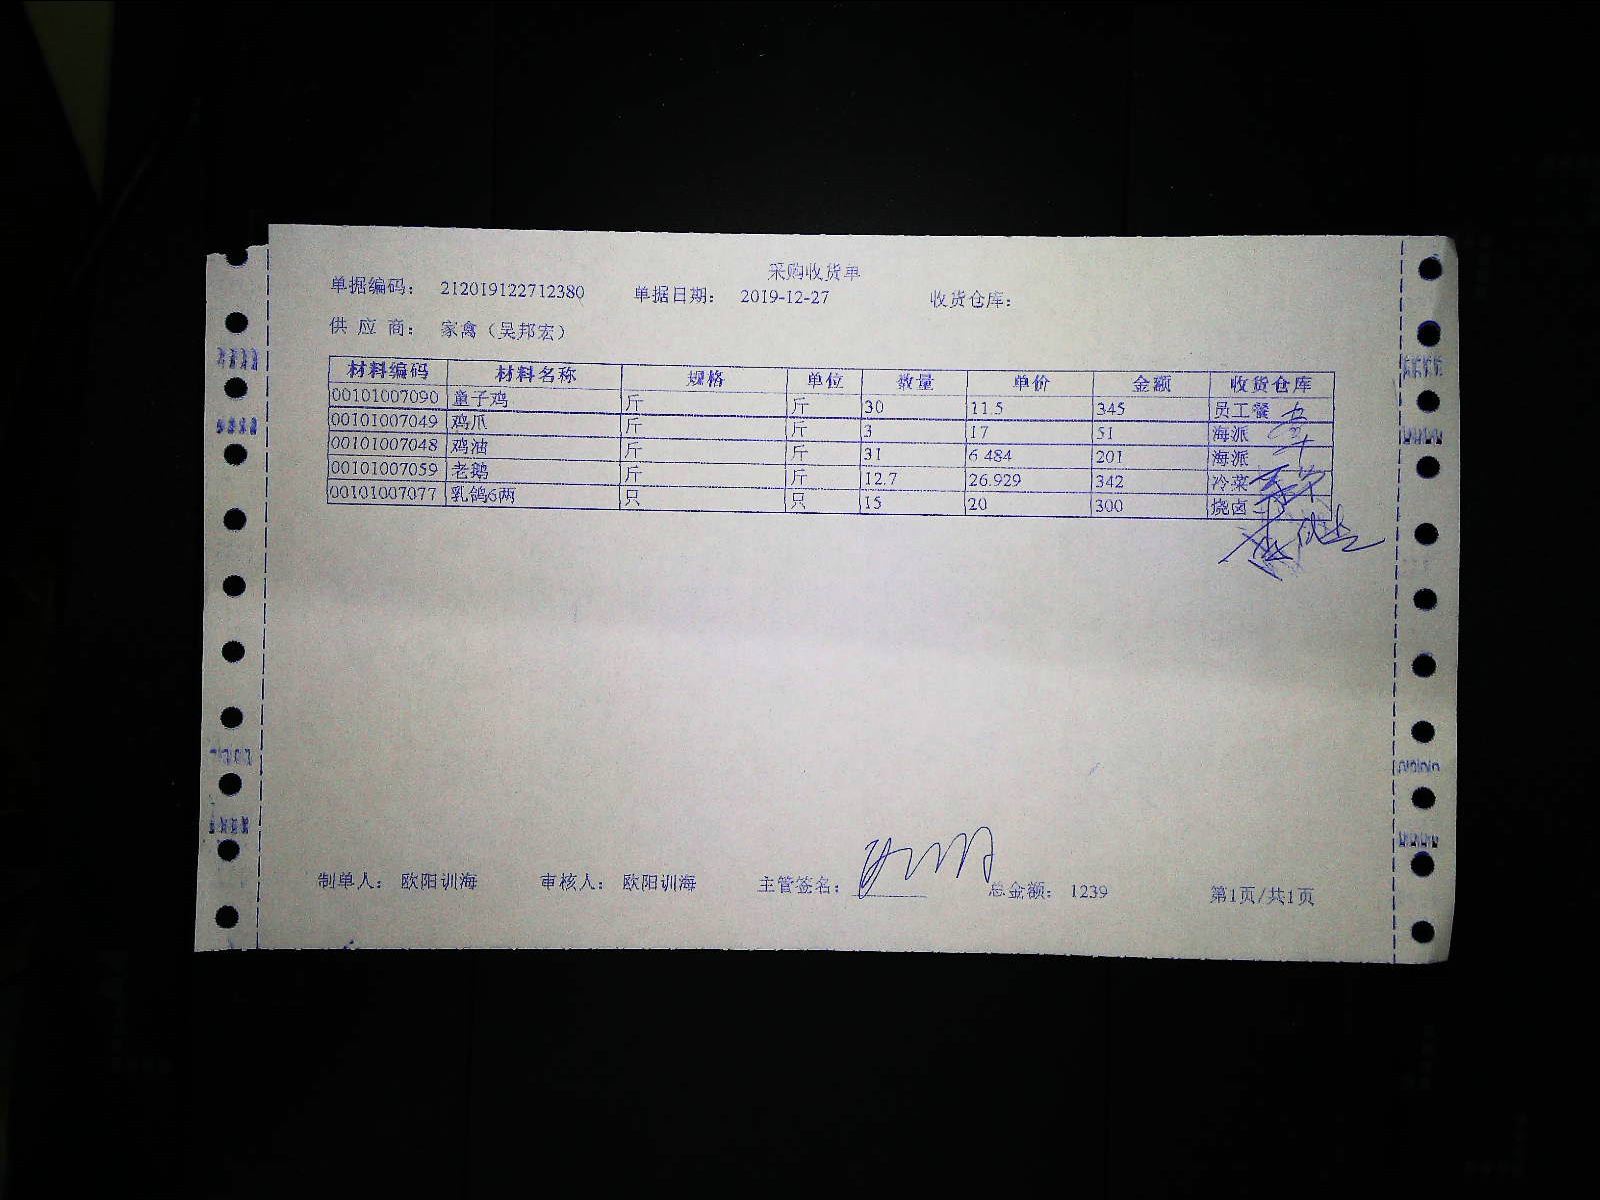 采购收货单
单据编码： 212019122712380 单据日期： 2019-12-27 收货仓库：
供 应 商： 家禽（吴邦宏）
材料编码 材料名称 规格 单位 数量 单价 金额 收货仓库
00101007090 童子鸡 斤 斤 30 11.5 345 员工餐
00101007049 鸡爪 斤 斤 3 17 51 海派
00101007048 鸡油 斤 斤 31 6.484 201 海派
00101007059 老鹅 斤 斤 12.7 26.929 342 冷菜
00101007077 乳鸽6两 只 只 15 20 300 烧卤
制单人： 欧阳训海 审核人： 欧阳训海 主管签名： 总金额： 1239 第1页/共1页